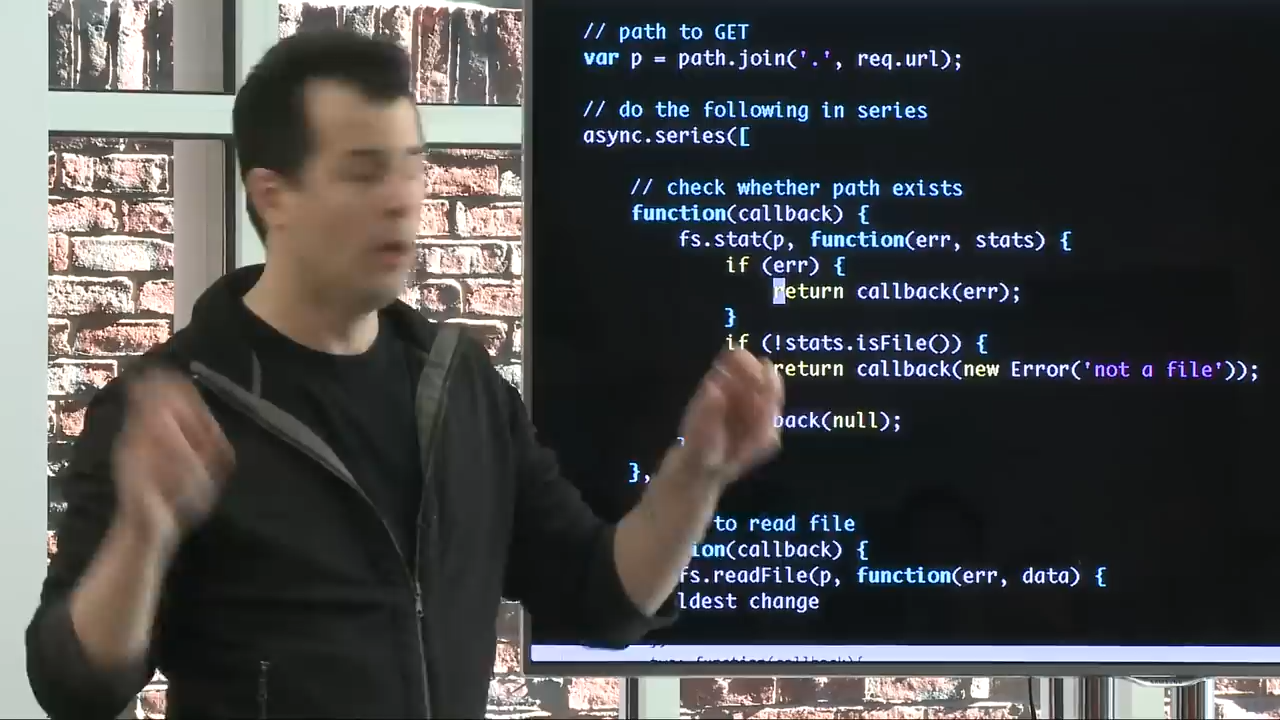 // path to GET
var p = path.join('.', req.url);
// do the following in series
async.series([
// check whether path exists
function(callback) {
fs.stat(p, function(err, stats) {
if (err) {
return callback(err);
}
if (!stats.isFile()) {
return callback(new Error('not a file'));
back(null);
},
to read file
ion(callback) {
fs.readFile(p, function(err, data) {
ldest change